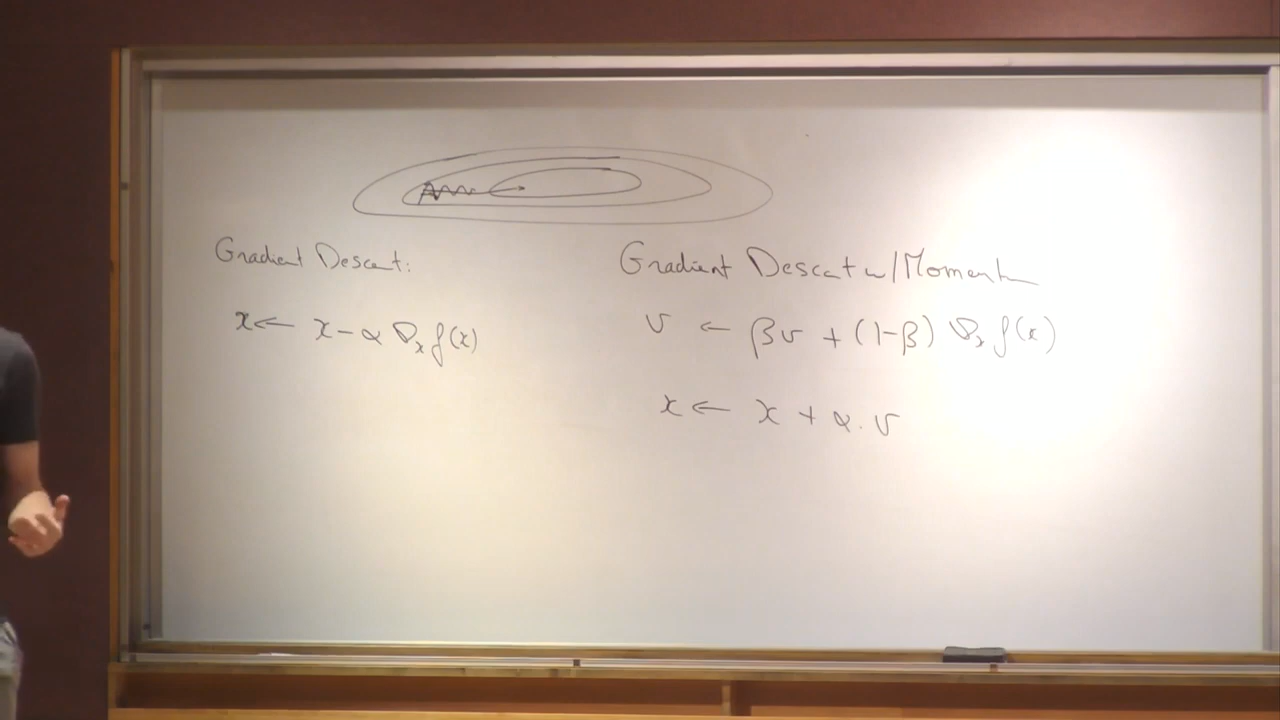 Gradient Descent:
x ← x - α ∇ₓ f(x)
Gradient Descent w/Momentum
v ← βv + (1-β) ∇ₓ f(x)
x ← x + α. v